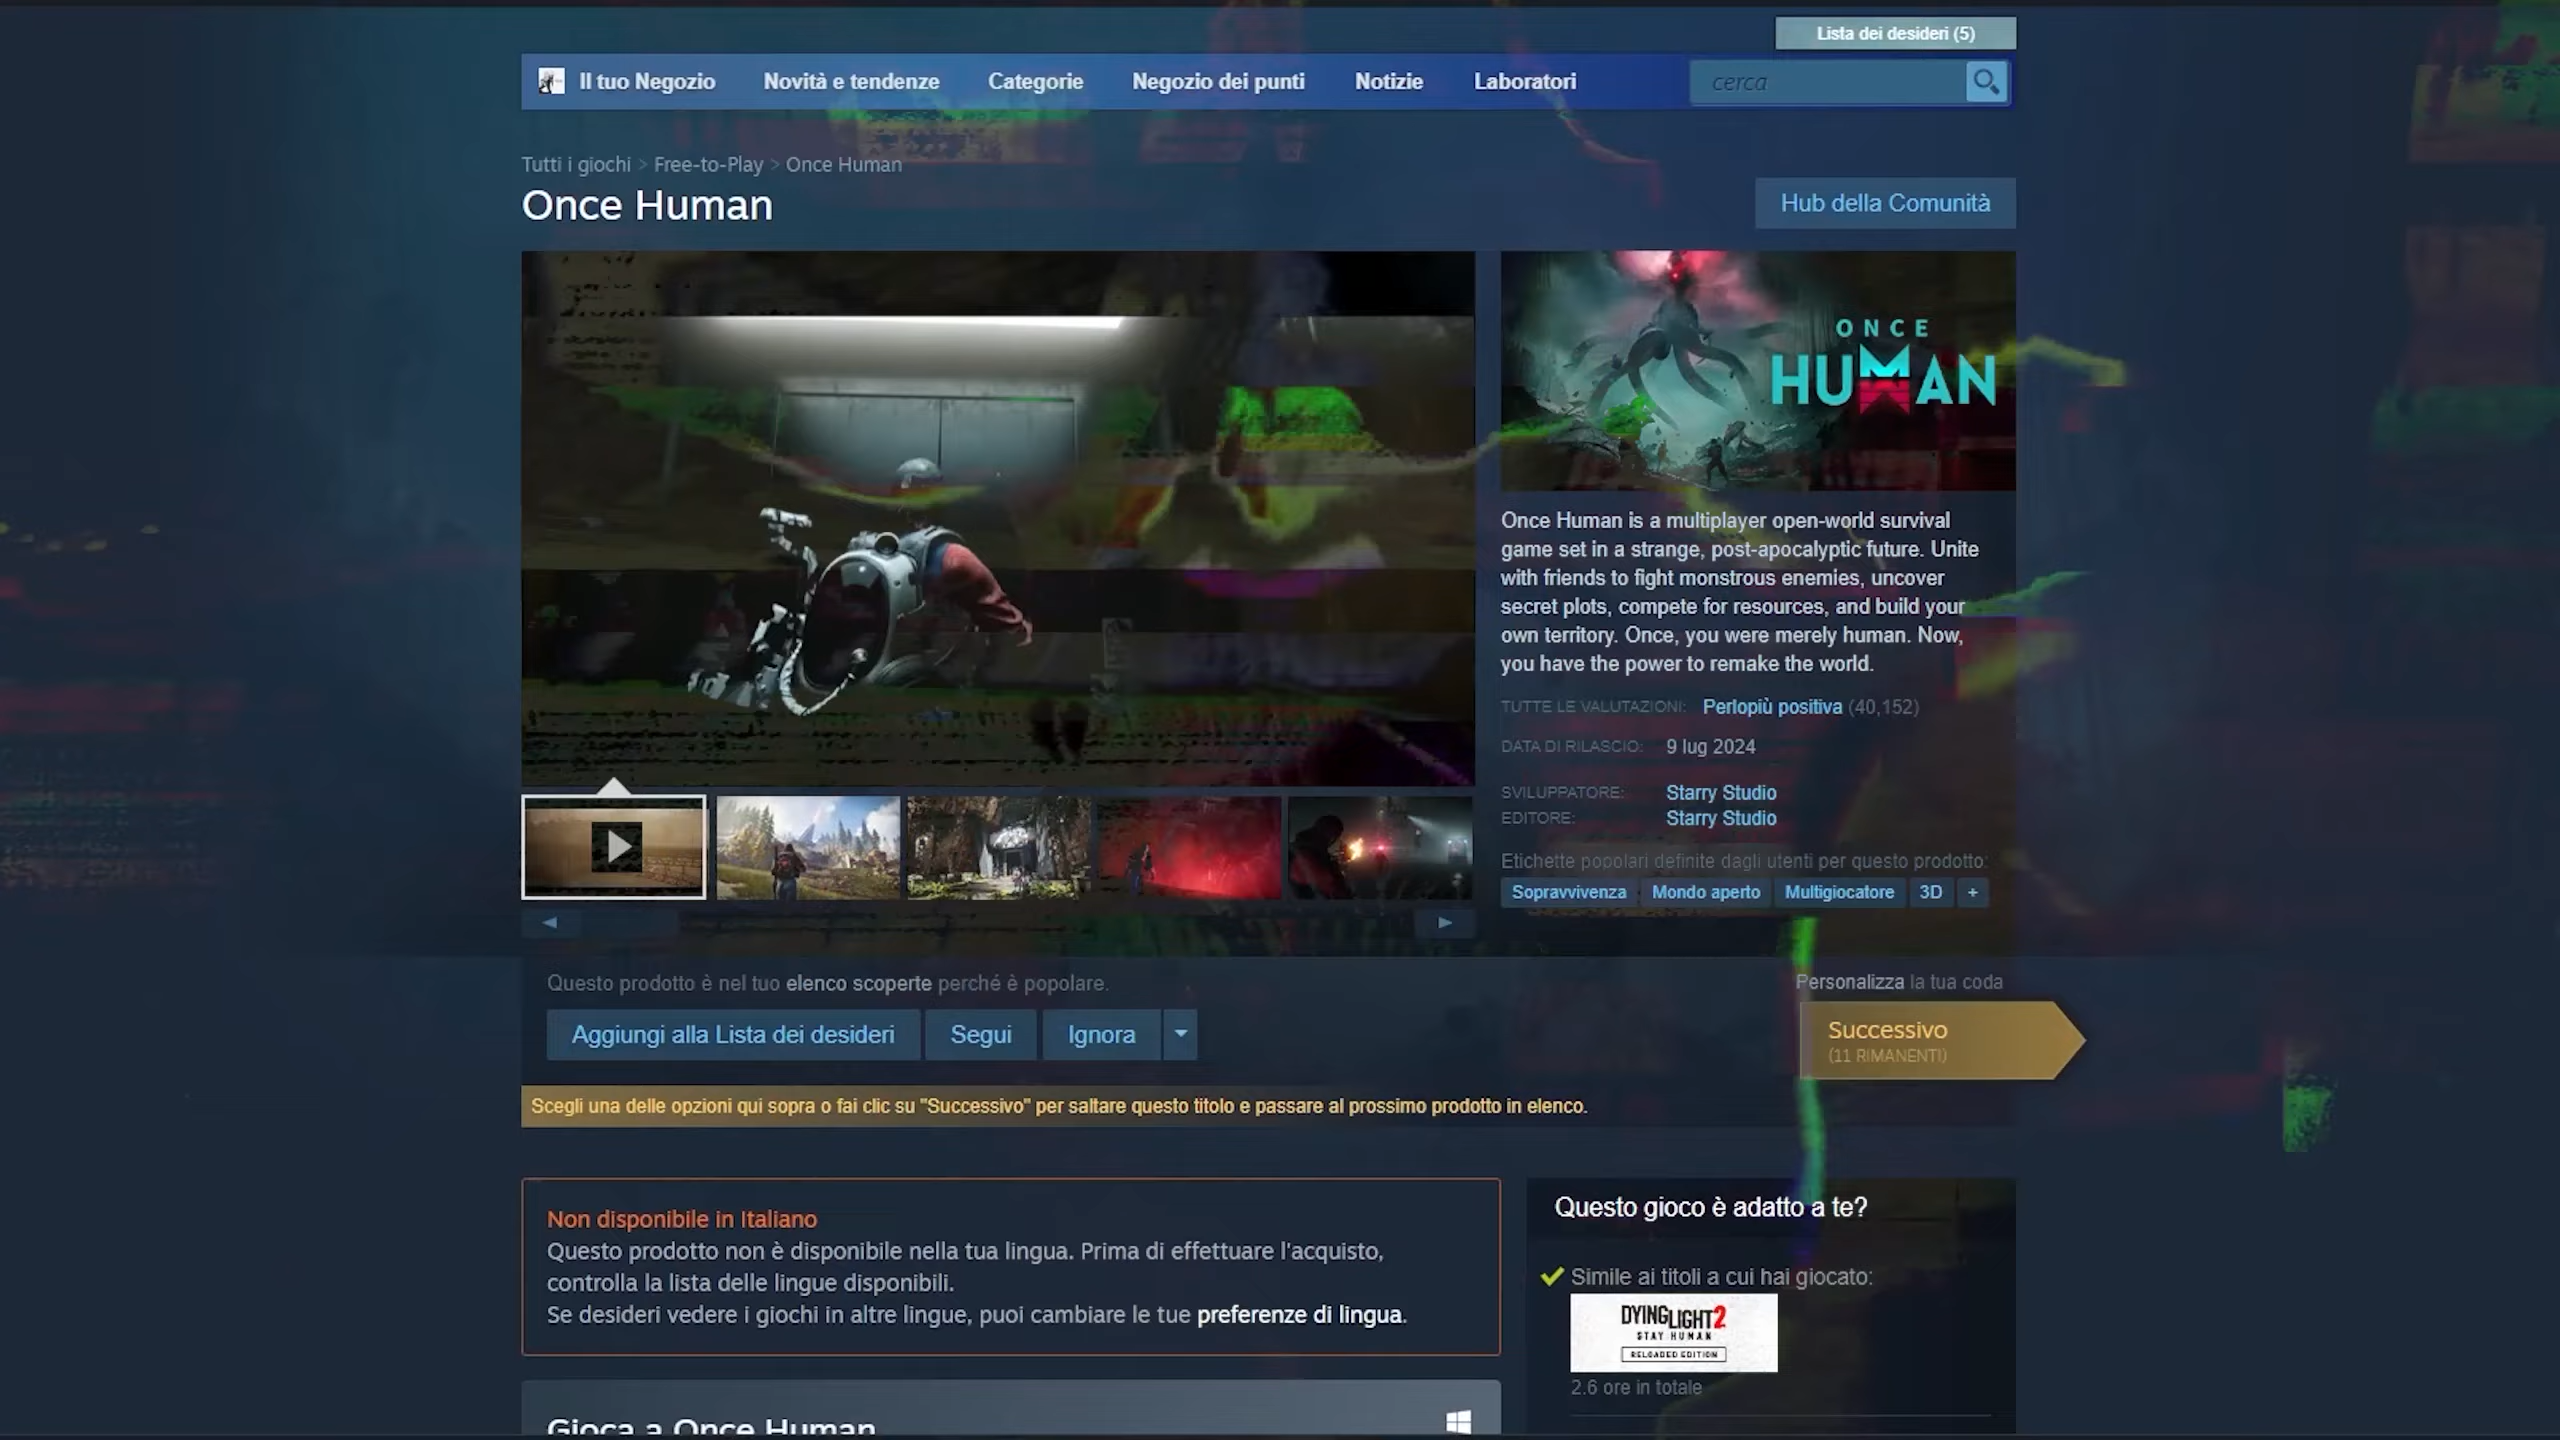 Lista dei desideri (5)
Il tuo Negozio Novità e tendenze Categorie Negozio dei punti Notizie Laboratori cerca
Tutti i giochi > Free-to-Play > Once Human
Once Human
Hub della Comunità
ONCE
HUMAN
Once Human is a multiplayer open-world survival
game set in a strange, post-apocalyptic future. Unite
with friends to fight monstrous enemies, uncover
secret plots, compete for resources, and build your
own territory. Once, you were merely human. Now,
you have the power to remake the world.
TUTTE LE VALUTAZIONI: Perlopiù positiva (40,152)
DATA DI RILASCIO: 9 lug 2024
SVILUPPATORE: Starry Studio
EDITORE: Starry Studio
Etichette popolari definite dagli utenti per questo prodotto:
Sopravvivenza Mondo aperto Multigiocatore 3D +
Questo prodotto è nel tuo elenco scoperte perché è popolare.
Personalizza la tua coda
Aggiungi alla Lista dei desideri Segui Ignora
Successivo
(11 RIMANENTI)
Scegli una delle opzioni qui sopra o fai clic su "Successivo" per saltare questo titolo e passare al prossimo prodotto in elenco.
Non disponibile in Italiano
Questo prodotto non è disponibile nella tua lingua. Prima di effettuare l'acquisto,
controlla la lista delle lingue disponibili.
Se desideri vedere i giochi in altre lingue, puoi cambiare le tue preferenze di lingua.
Questo gioco è adatto a te?
Simile ai titoli a cui hai giocato:
DYING LIGHT 2
STAY HUMAN
RELOADED EDITION
2.6 ore in totale
Gioca a Once Human